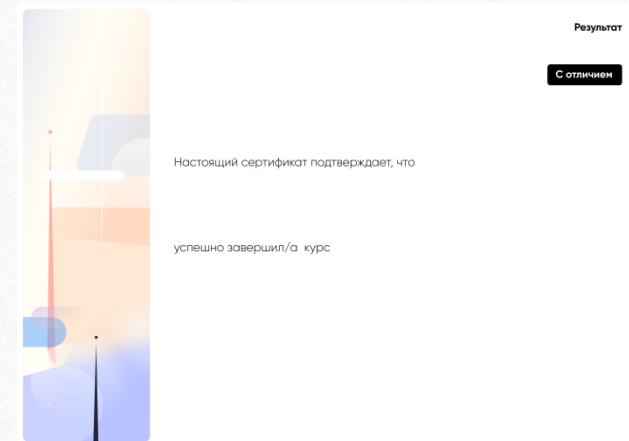 Результат
С отличием
Настоящий сертификат подтверждает, что
успешно завершил/а курс